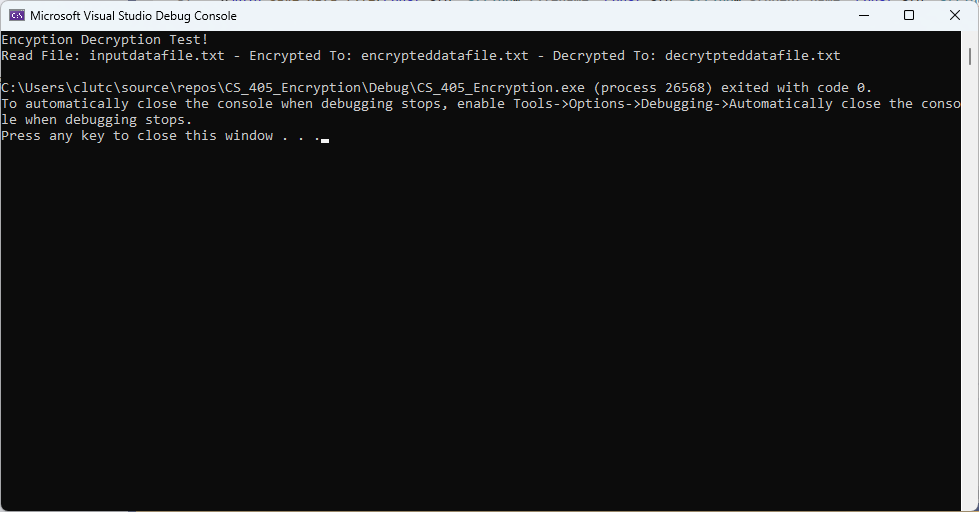 Microsoft Visual Studio Debug Console
Encyption Decryption Test!
Read File: inputdatafile.txt - Encrypted To: encrypteddatafile.txt - Decrypted To: decrytpteddatafile.txt
C:\Users\clutc\source\repos\CS_405_Encryption\Debug\CS_405_Encryption.exe (process 26568) exited with code 0.
To automatically close the console when debugging stops, enable Tools->Options->Debugging->Automatically close the conso
le when debugging stops.
Press any key to close this window . . .